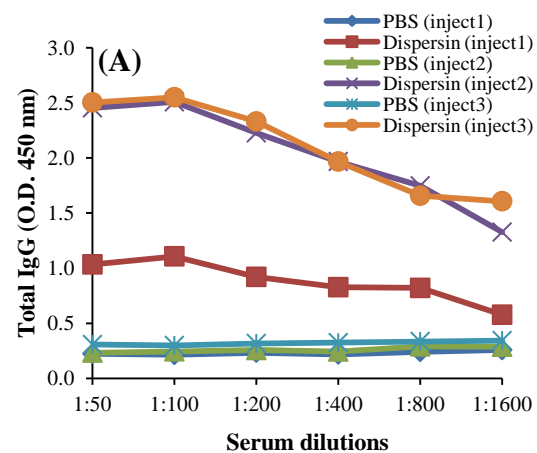 (A)
PBS (inject1)
Dispersin (inject1)
PBS (inject2)
Dispersin (inject2)
PBS (inject3)
Dispersin (inject3)
Total IgG (O.D. 450 nm)
3.0
2.5
2.0
1.5
1.0
0.5
0.0
1:50 1:100 1:200 1:400 1:800 1:1600
Serum dilutions